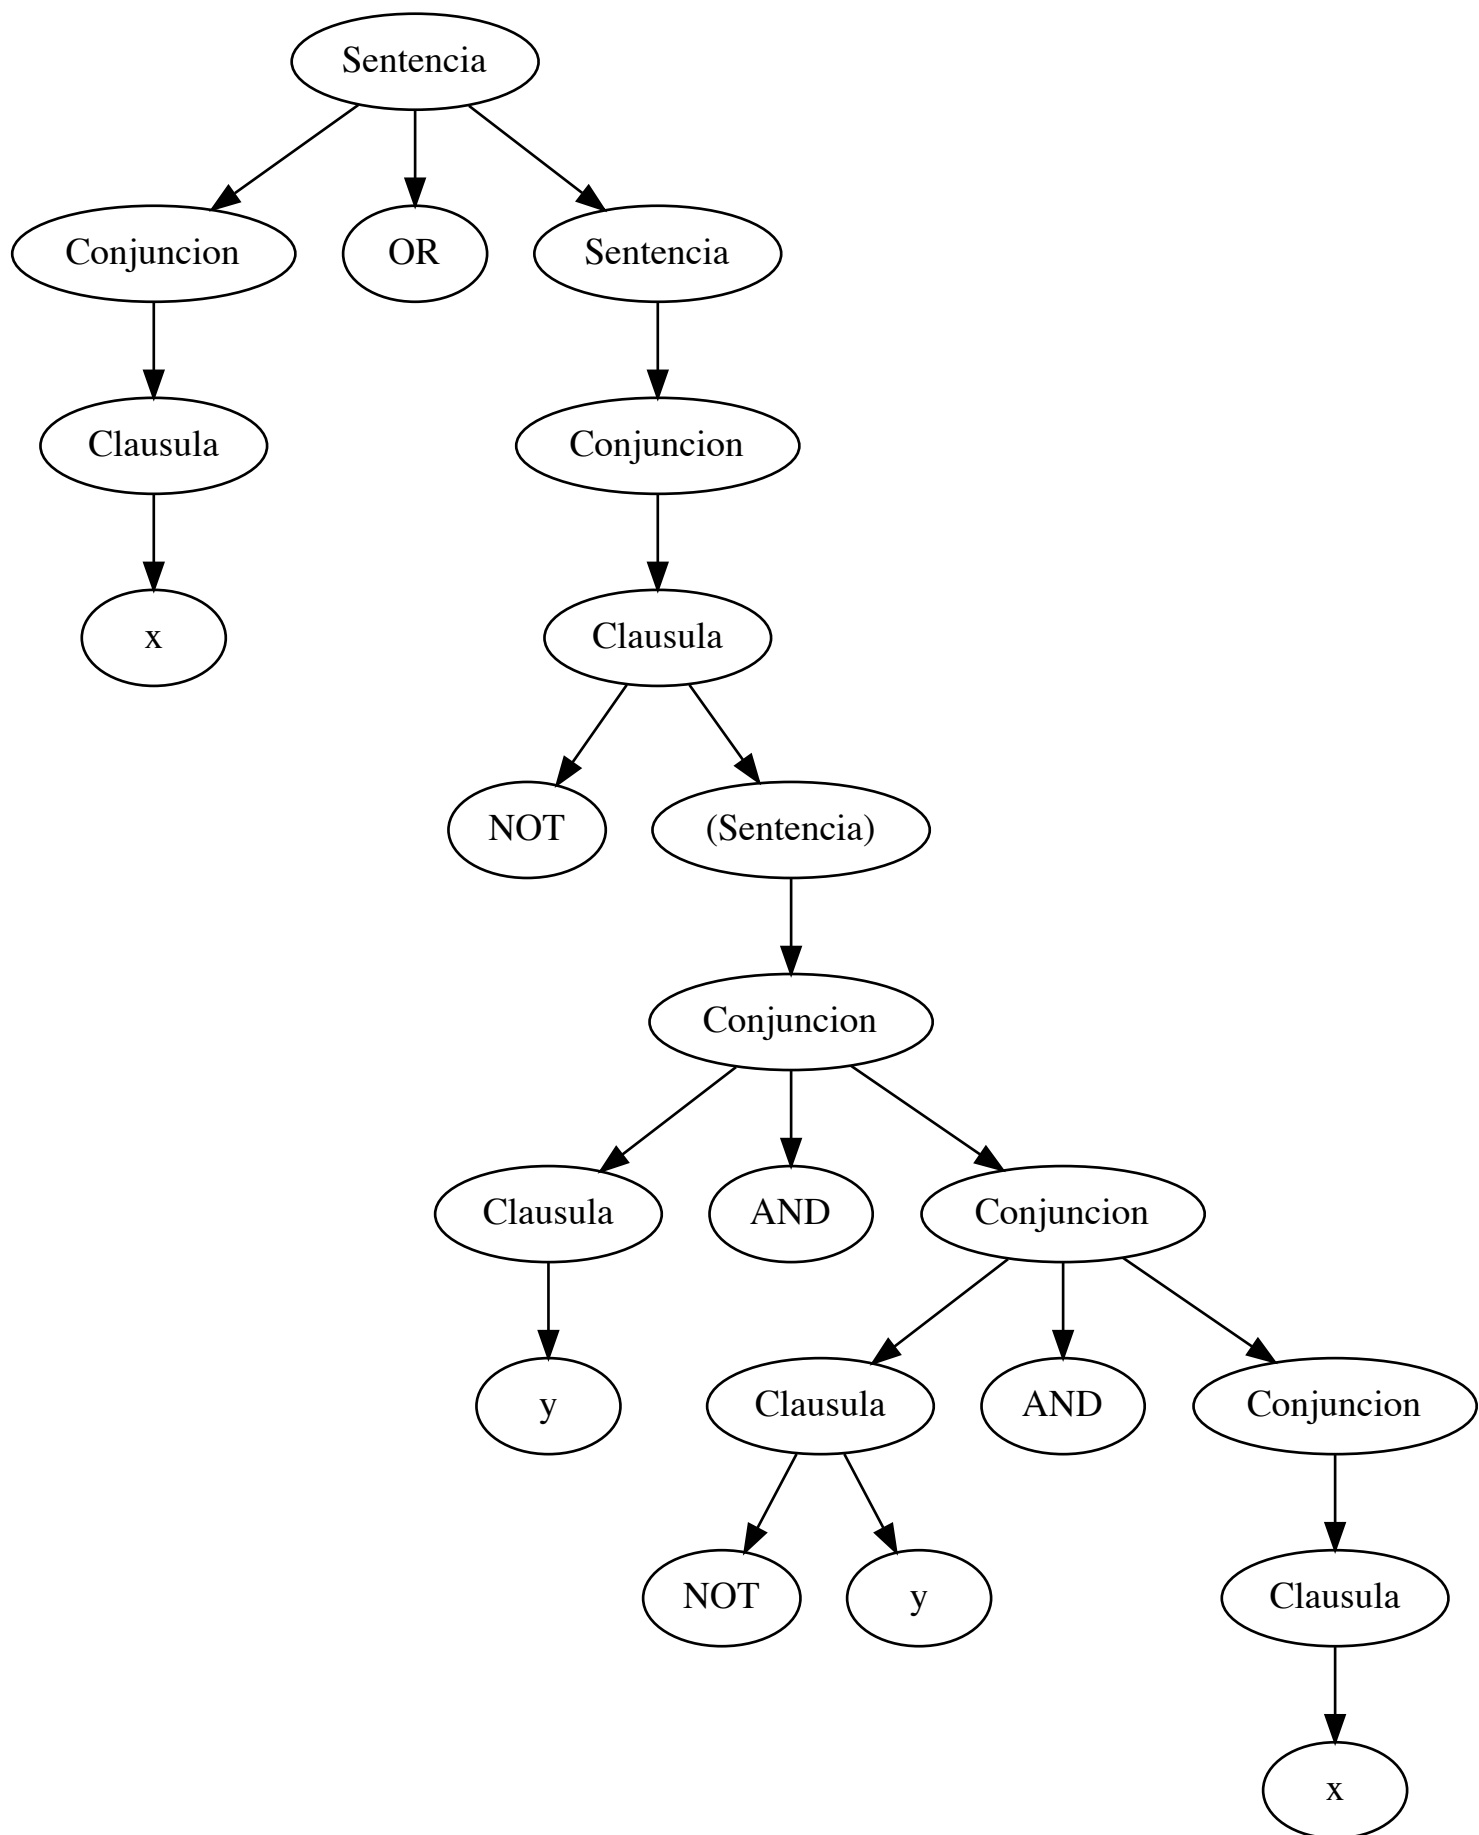 Sentencia
Conjuncion OR Sentencia
Clausula Conjuncion
x Clausula
NOT (Sentencia)
Conjuncion
Clausula AND Conjuncion
y Clausula AND Conjuncion
NOT y Clausula
x